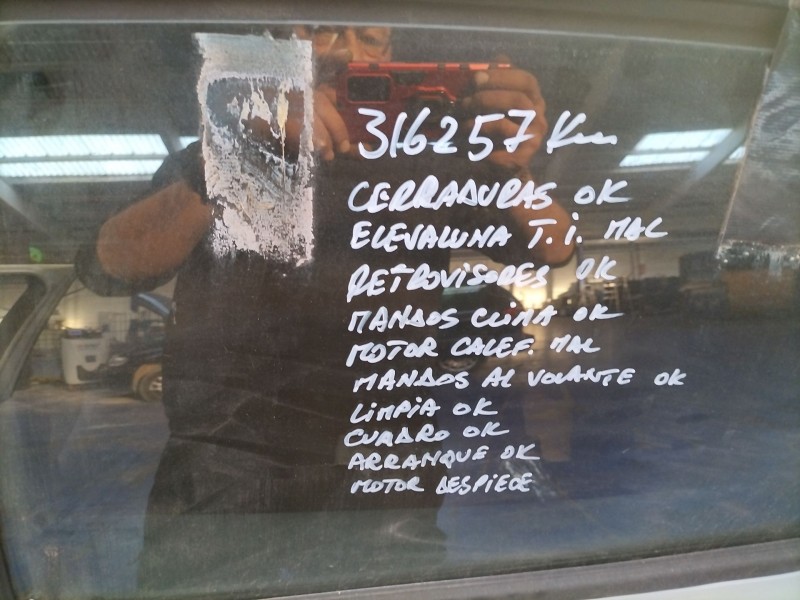 316257 Km
CERRADURAS OK
ELEVALUNA T. i. MAL
RETROVISORES OK
MANDOS CLIMA OK
MOTOR CALEF. MAL
MANDOS AL VOLANTE OK
LIMPIA OK
CUADRO OK
ARRANQUE OK
MOTOR DESPIECE